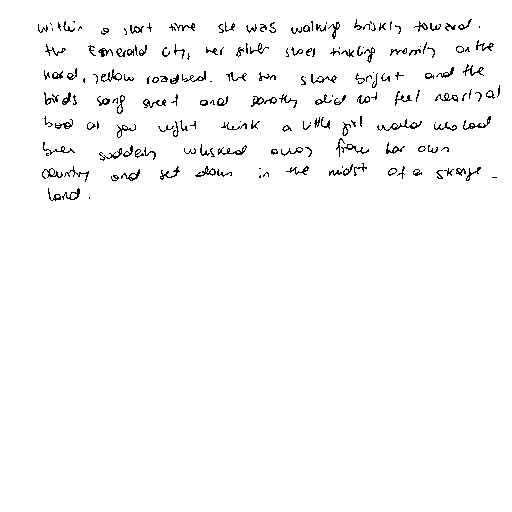 Within a short time she was walking briskly toward.
the Emerald City, her silver shoes tinkling merrily on the
hard, yellow roadbed. The sun shone bright and the
birds sang sweet and Dorothy did not feel nearly as
bad as you might think a little girl would who had
been suddenly whisked away from her own
country and set down in the midst of a strange
land.